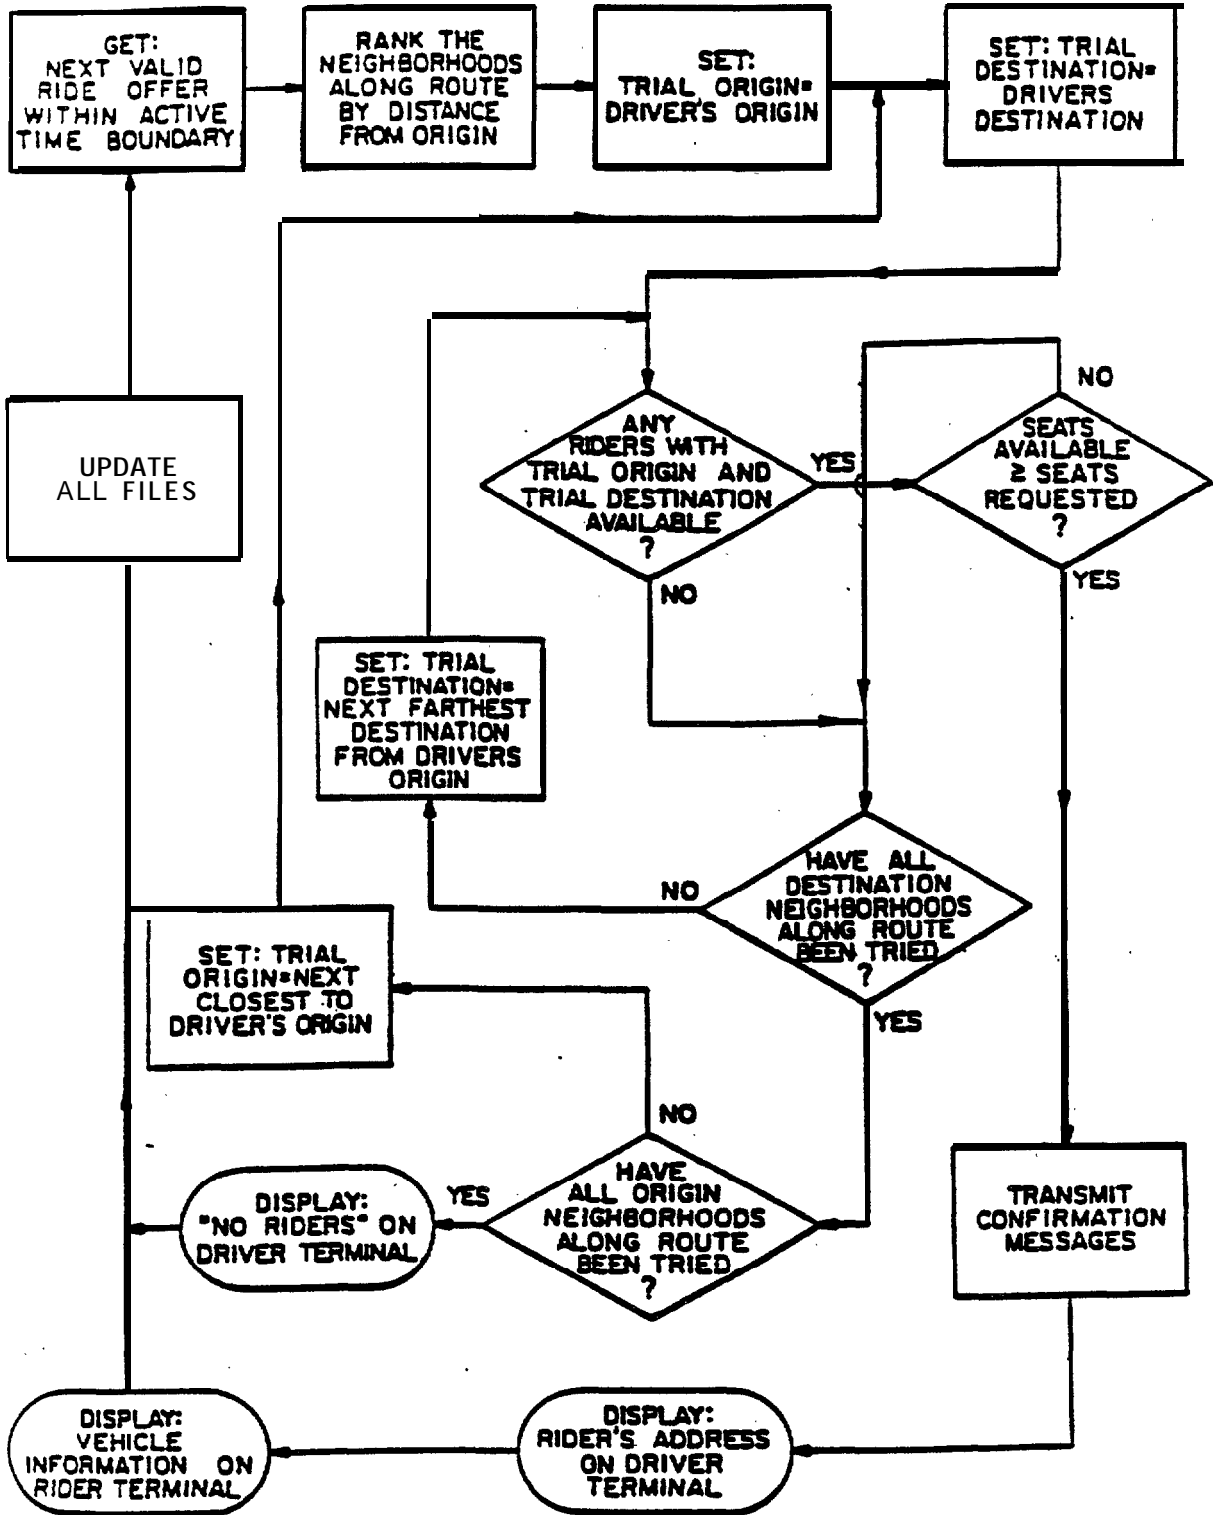 GET:
NEXT VALID
RIDE OFFER
WITHIN ACTIVE
TIME BOUNDARY
RANK THE
NEIGHBORHOODS
ALONG ROUTE
BY DISTANCE
FROM ORIGIN
SET:
TRIAL ORIGIN=
DRIVER'S ORIGIN
SET: TRIAL
DESTINATION=
DRIVERS
DESTINATION
UPDATE
ALL FILES
ANY
RIDERS WITH
TRIAL ORIGIN AND
TRIAL DESTINATION
AVAILABLE
?
YES
NO
NO
SEATS
AVAILABLE
≥ SEATS
REQUESTED
?
YES
SET: TRIAL
DESTINATION=
NEXT FARTHEST
DESTINATION
FROM DRIVERS
ORIGIN
NO
HAVE ALL
DESTINATION
NEIGHBORHOODS
ALONG ROUTE
BEEN TRIED
?
YES
SET: TRIAL
ORIGIN=NEXT
CLOSEST TO
DRIVER'S ORIGIN
NO
HAVE
ALL ORIGIN
NEIGHBORHOODS
ALONG ROUTE
BEEN TRIED
?
YES
DISPLAY:
"NO RIDERS" ON
DRIVER TERMINAL
TRANSMIT
CONFIRMATION
MESSAGES
DISPLAY:
VEHICLE
INFORMATION ON
RIDER TERMINAL
DISPLAY:
RIDER'S ADDRESS
ON DRIVER
TERMINAL